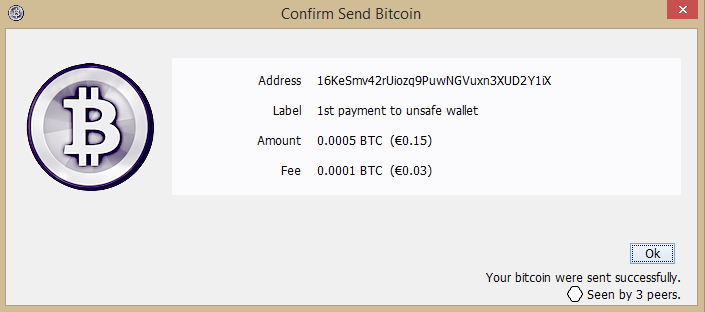 Confirm Send Bitcoin
Address 16KeSmv42rUiozq9PuwNGVuxn3XUD2Y1iX
Label 1st payment to unsafe wallet
Amount 0.0005 BTC (€0.15)
Fee 0.0001 BTC (€0.03)
Ok
Your bitcoin were sent successfully.
Seen by 3 peers.